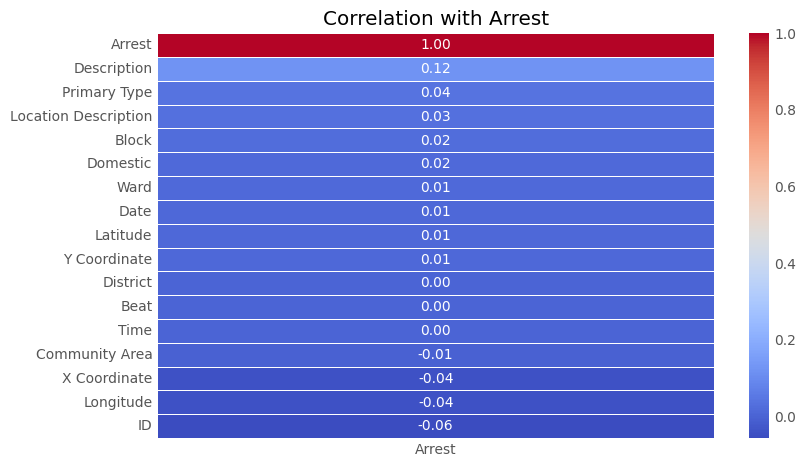 Correlation with Arrest
Arrest 1.00
Description 0.12
Primary Type 0.04
Location Description 0.03
Block 0.02
Domestic 0.02
Ward 0.01
Date 0.01
Latitude 0.01
Y Coordinate 0.01
District 0.00
Beat 0.00
Time 0.00
Community Area -0.01
X Coordinate -0.04
Longitude -0.04
ID -0.06
Arrest
1.0
0.8
0.6
0.4
0.2
0.0